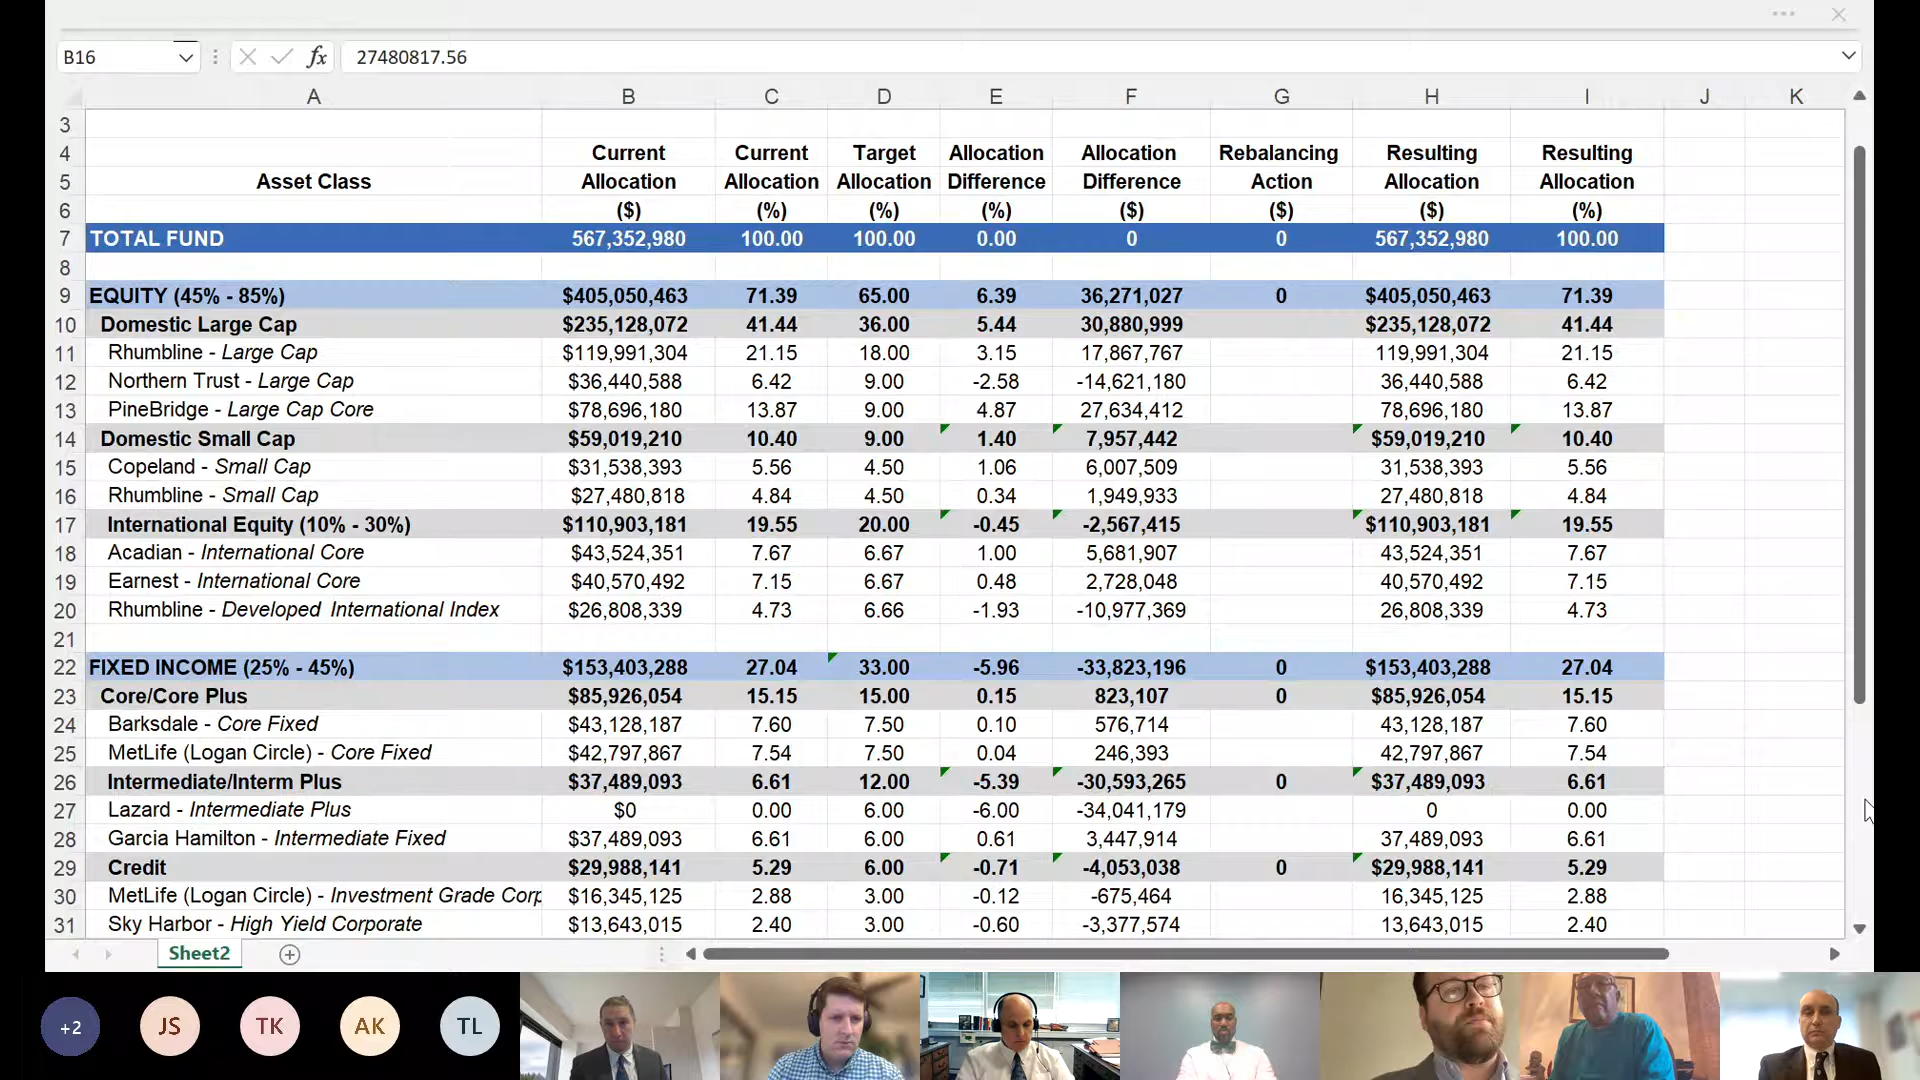 B16 fx 27480817.56
A B C D E F G H I J K
3
4 Current Current Target Allocation Allocation Rebalancing Resulting Resulting
5 Asset Class Allocation Allocation Allocation Difference Difference Action Allocation Allocation
6 ($) (%) (%) (%) ($) ($) ($) (%)
7 TOTAL FUND 567,352,980 100.00 100.00 0.00 0 0 567,352,980 100.00
8
9 EQUITY (45% - 85%) $405,050,463 71.39 65.00 6.39 36,271,027 0 $405,050,463 71.39
10 Domestic Large Cap $235,128,072 41.44 36.00 5.44 30,880,999 $235,128,072 41.44
11 Rhumbline - Large Cap $119,991,304 21.15 18.00 3.15 17,867,767 119,991,304 21.15
12 Northern Trust - Large Cap $36,440,588 6.42 9.00 -2.58 -14,621,180 36,440,588 6.42
13 PineBridge - Large Cap Core $78,696,180 13.87 9.00 4.87 27,634,412 78,696,180 13.87
14 Domestic Small Cap $59,019,210 10.40 9.00 1.40 7,957,442 $59,019,210 10.40
15 Copeland - Small Cap $31,538,393 5.56 4.50 1.06 6,007,509 31,538,393 5.56
16 Rhumbline - Small Cap $27,480,818 4.84 4.50 0.34 1,949,933 27,480,818 4.84
17 International Equity (10% - 30%) $110,903,181 19.55 20.00 -0.45 -2,567,415 $110,903,181 19.55
18 Acadian - International Core $43,524,351 7.67 6.67 1.00 5,681,907 43,524,351 7.67
19 Earnest - International Core $40,570,492 7.15 6.67 0.48 2,728,048 40,570,492 7.15
20 Rhumbline - Developed International Index $26,808,339 4.73 6.66 -1.93 -10,977,369 26,808,339 4.73
21
22 FIXED INCOME (25% - 45%) $153,403,288 27.04 33.00 -5.96 -33,823,196 0 $153,403,288 27.04
23 Core/Core Plus $85,926,054 15.15 15.00 0.15 823,107 0 $85,926,054 15.15
24 Barksdale - Core Fixed $43,128,187 7.60 7.50 0.10 576,714 43,128,187 7.60
25 MetLife (Logan Circle) - Core Fixed $42,797,867 7.54 7.50 0.04 246,393 42,797,867 7.54
26 Intermediate/Interm Plus $37,489,093 6.61 12.00 -5.39 -30,593,265 0 $37,489,093 6.61
27 Lazard - Intermediate Plus $0 0.00 6.00 -6.00 -34,041,179 0 0.00
28 Garcia Hamilton - Intermediate Fixed $37,489,093 6.61 6.00 0.61 3,447,914 37,489,093 6.61
29 Credit $29,988,141 5.29 6.00 -0.71 -4,053,038 0 $29,988,141 5.29
30 MetLife (Logan Circle) - Investment Grade Corp $16,345,125 2.88 3.00 -0.12 -675,464 16,345,125 2.88
31 Sky Harbor - High Yield Corporate $13,643,015 2.40 3.00 -0.60 -3,377,574 13,643,015 2.40
Sheet2
+2 JS TK AK TL